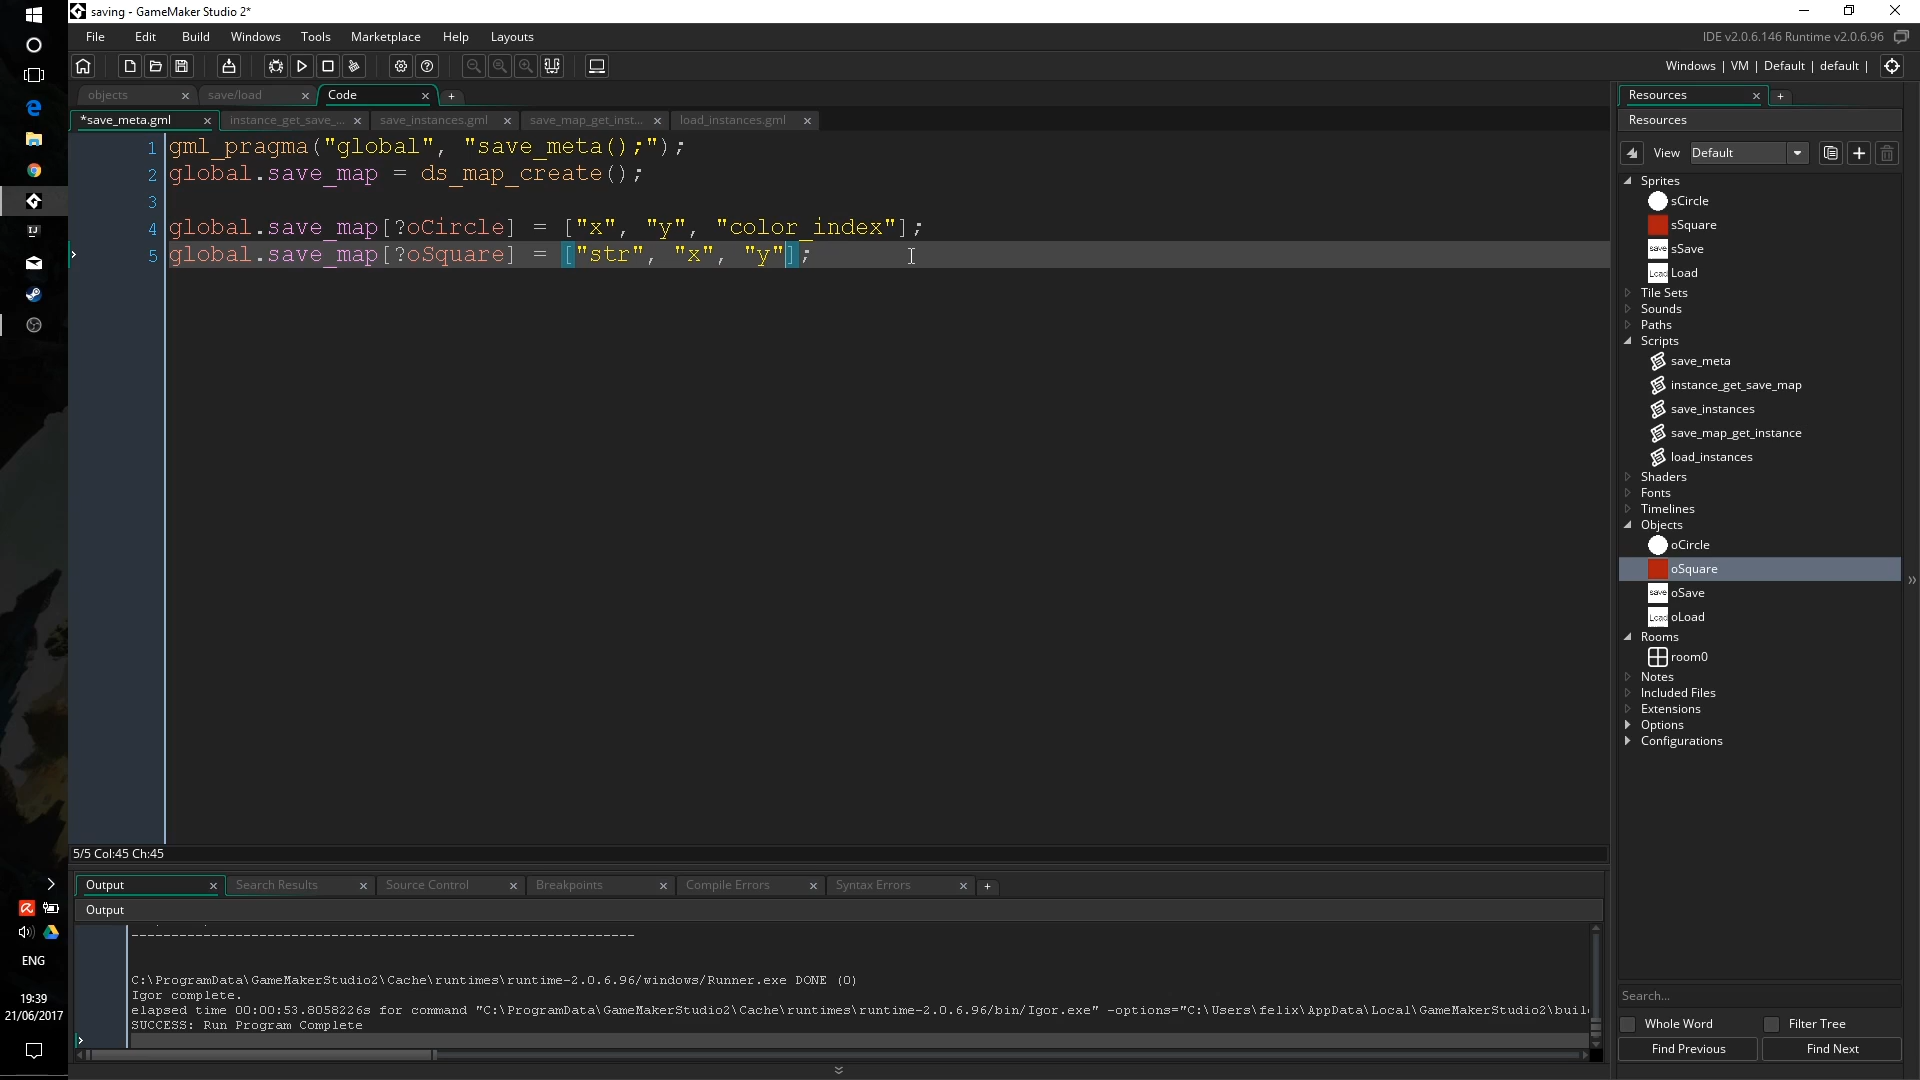 saving - GameMaker Studio 2*
File Edit Build Windows Tools Marketplace Help Layouts
IDE v2.0.6.146 Runtime v2.0.6.96
Windows | VM | Default | default |
objects save/load Code
Resources
*save_meta.gml instance_get_save_... save_instances.gml save_map_get_inst... load_instances.gml
Resources
View Default
1 gml_pragma("global", "save_meta();");
2 global.save_map = ds_map_create();
3
4 global.save_map[?oCircle] = ["x", "y", "color_index"];
5 global.save_map[?oSquare] = ["str", "x", "y"];
Sprites
sCircle
sSquare
save sSave
Load Load
Tile Sets
Sounds
Paths
Scripts
save_meta
instance_get_save_map
save_instances
save_map_get_instance
load_instances
Shaders
Fonts
Timelines
Objects
oCircle
oSquare
save oSave
Load oLoad
Rooms
room0
Notes
Included Files
Extensions
Options
Configurations
5/5 Col:45 Ch:45
Output Search Results Source Control Breakpoints Compile Errors Syntax Errors
Output
------------------------------------------------------------
C:\ProgramData\GameMakerStudio2\Cache\runtimes\runtime-2.0.6.96/windows/Runner.exe DONE (0)
Igor complete.
elapsed time 00:00:53.8058226s for command "C:\ProgramData\GameMakerStudio2\Cache\runtimes\runtime-2.0.6.96/bin/Igor.exe" -options="C:\Users\felix\AppData\Local\GameMakerStudio2\buil
SUCCESS: Run Program Complete
Search...
Whole Word Filter Tree
Find Previous Find Next
ENG
19:39
21/06/2017